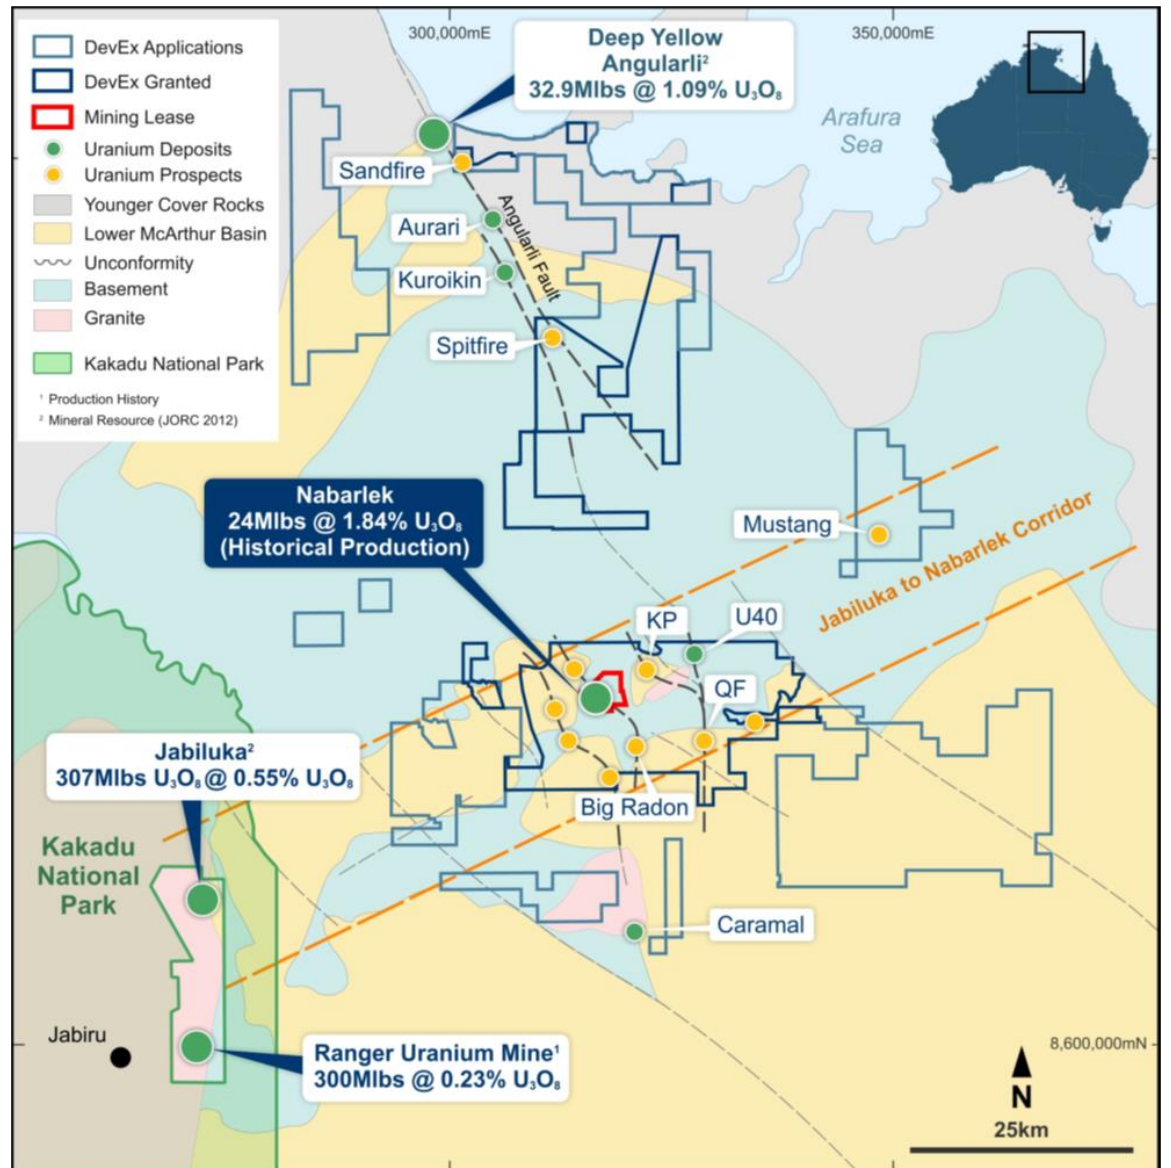 300,000mE
350,000mE
DevEx Applications
DevEx Granted
Mining Lease
Uranium Deposits
Uranium Prospects
Younger Cover Rocks
Lower McArthur Basin
Unconformity
Basement
Granite
Kakadu National Park
¹ Production History
² Mineral Resource (JORC 2012)
Deep Yellow
Angularli²
32.9Mlbs @ 1.09% U₃O₈
Arafura
Sea
Sandfire
Aurari
Angularli Fault
Kuroikin
Spitfire
Nabarlek
24Mlbs @ 1.84% U₃O₈
(Historical Production)
Mustang
Jabiluka to Nabarlek Corridor
KP
U40
QF
Jabiluka²
307Mlbs U₃O₈ @ 0.55% U₃O₈
Big Radon
Kakadu
National
Park
Caramal
Jabiru
Ranger Uranium Mine¹
300Mlbs @ 0.23% U₃O₈
8,600,000mN
N
25km